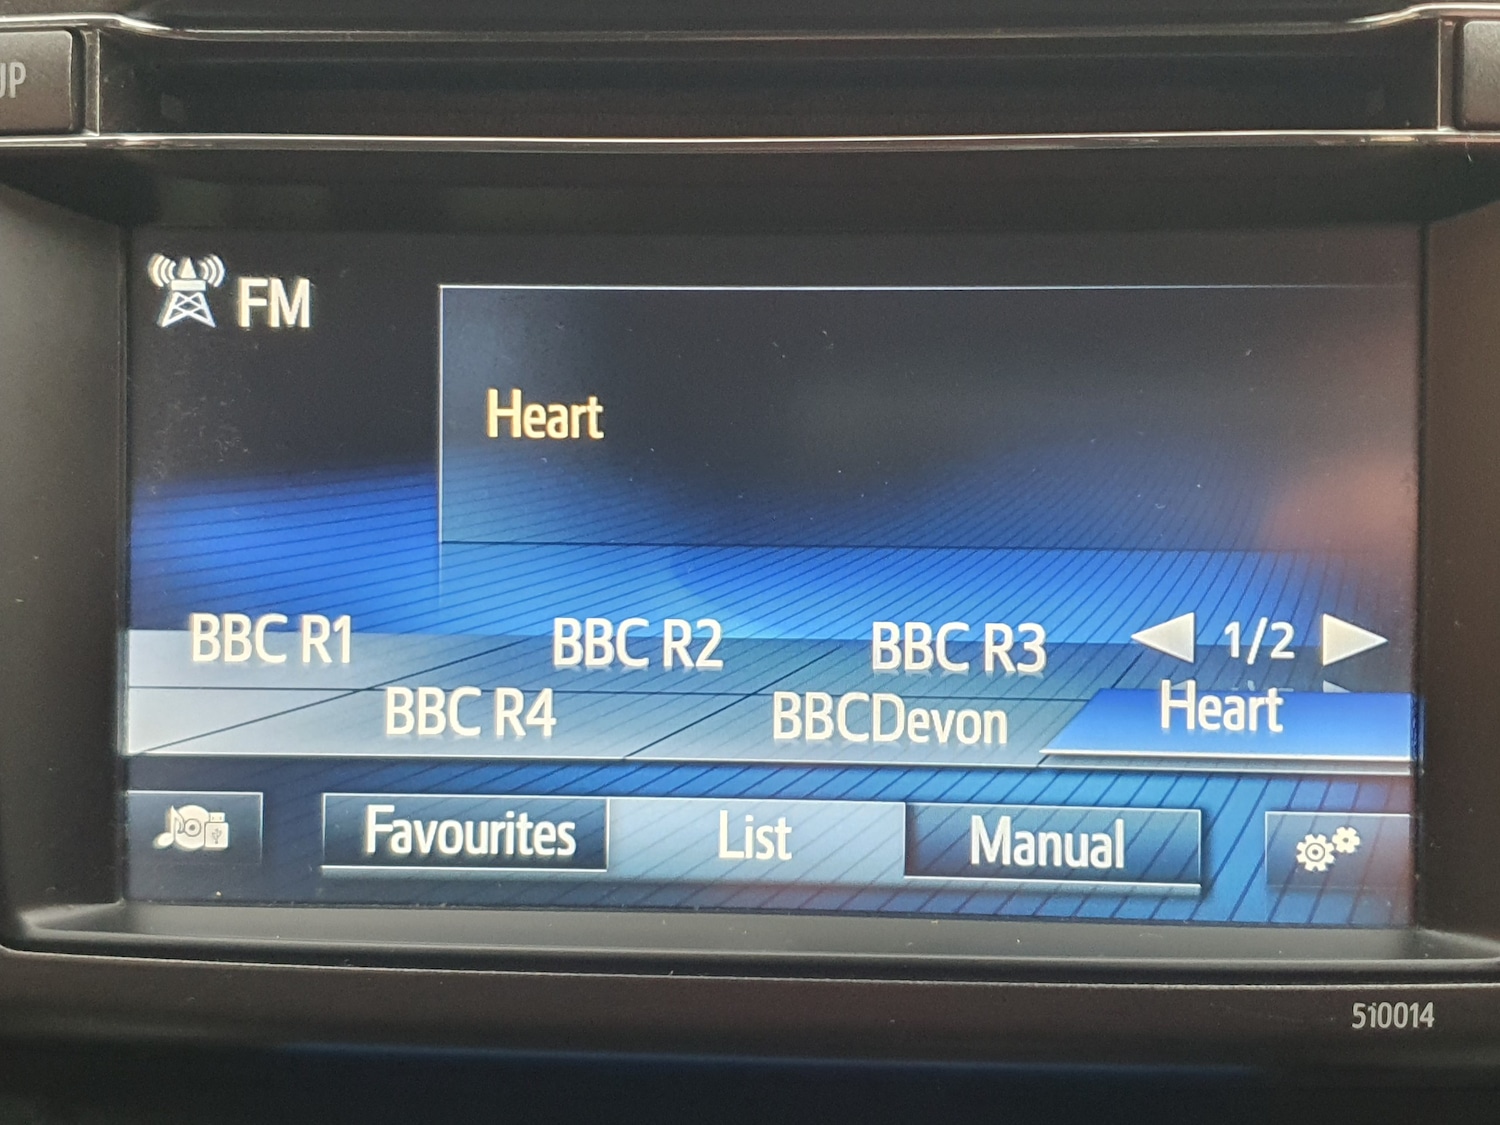 UP
FM
Heart
BBC R1 BBC R2 BBC R3 1/2
BBC R4 BBCDevon Heart
Favourites List Manual
510014